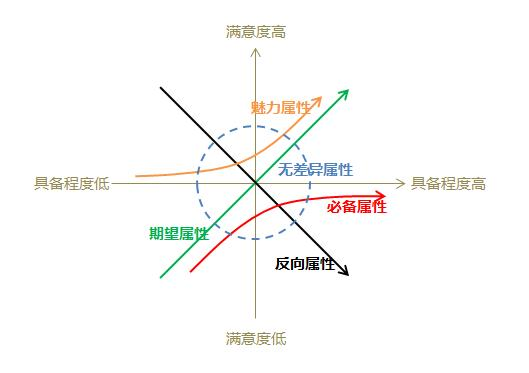 满意度高
魅力属性
无差异属性
具备程度低
具备程度高
必备属性
期望属性
反向属性
满意度低